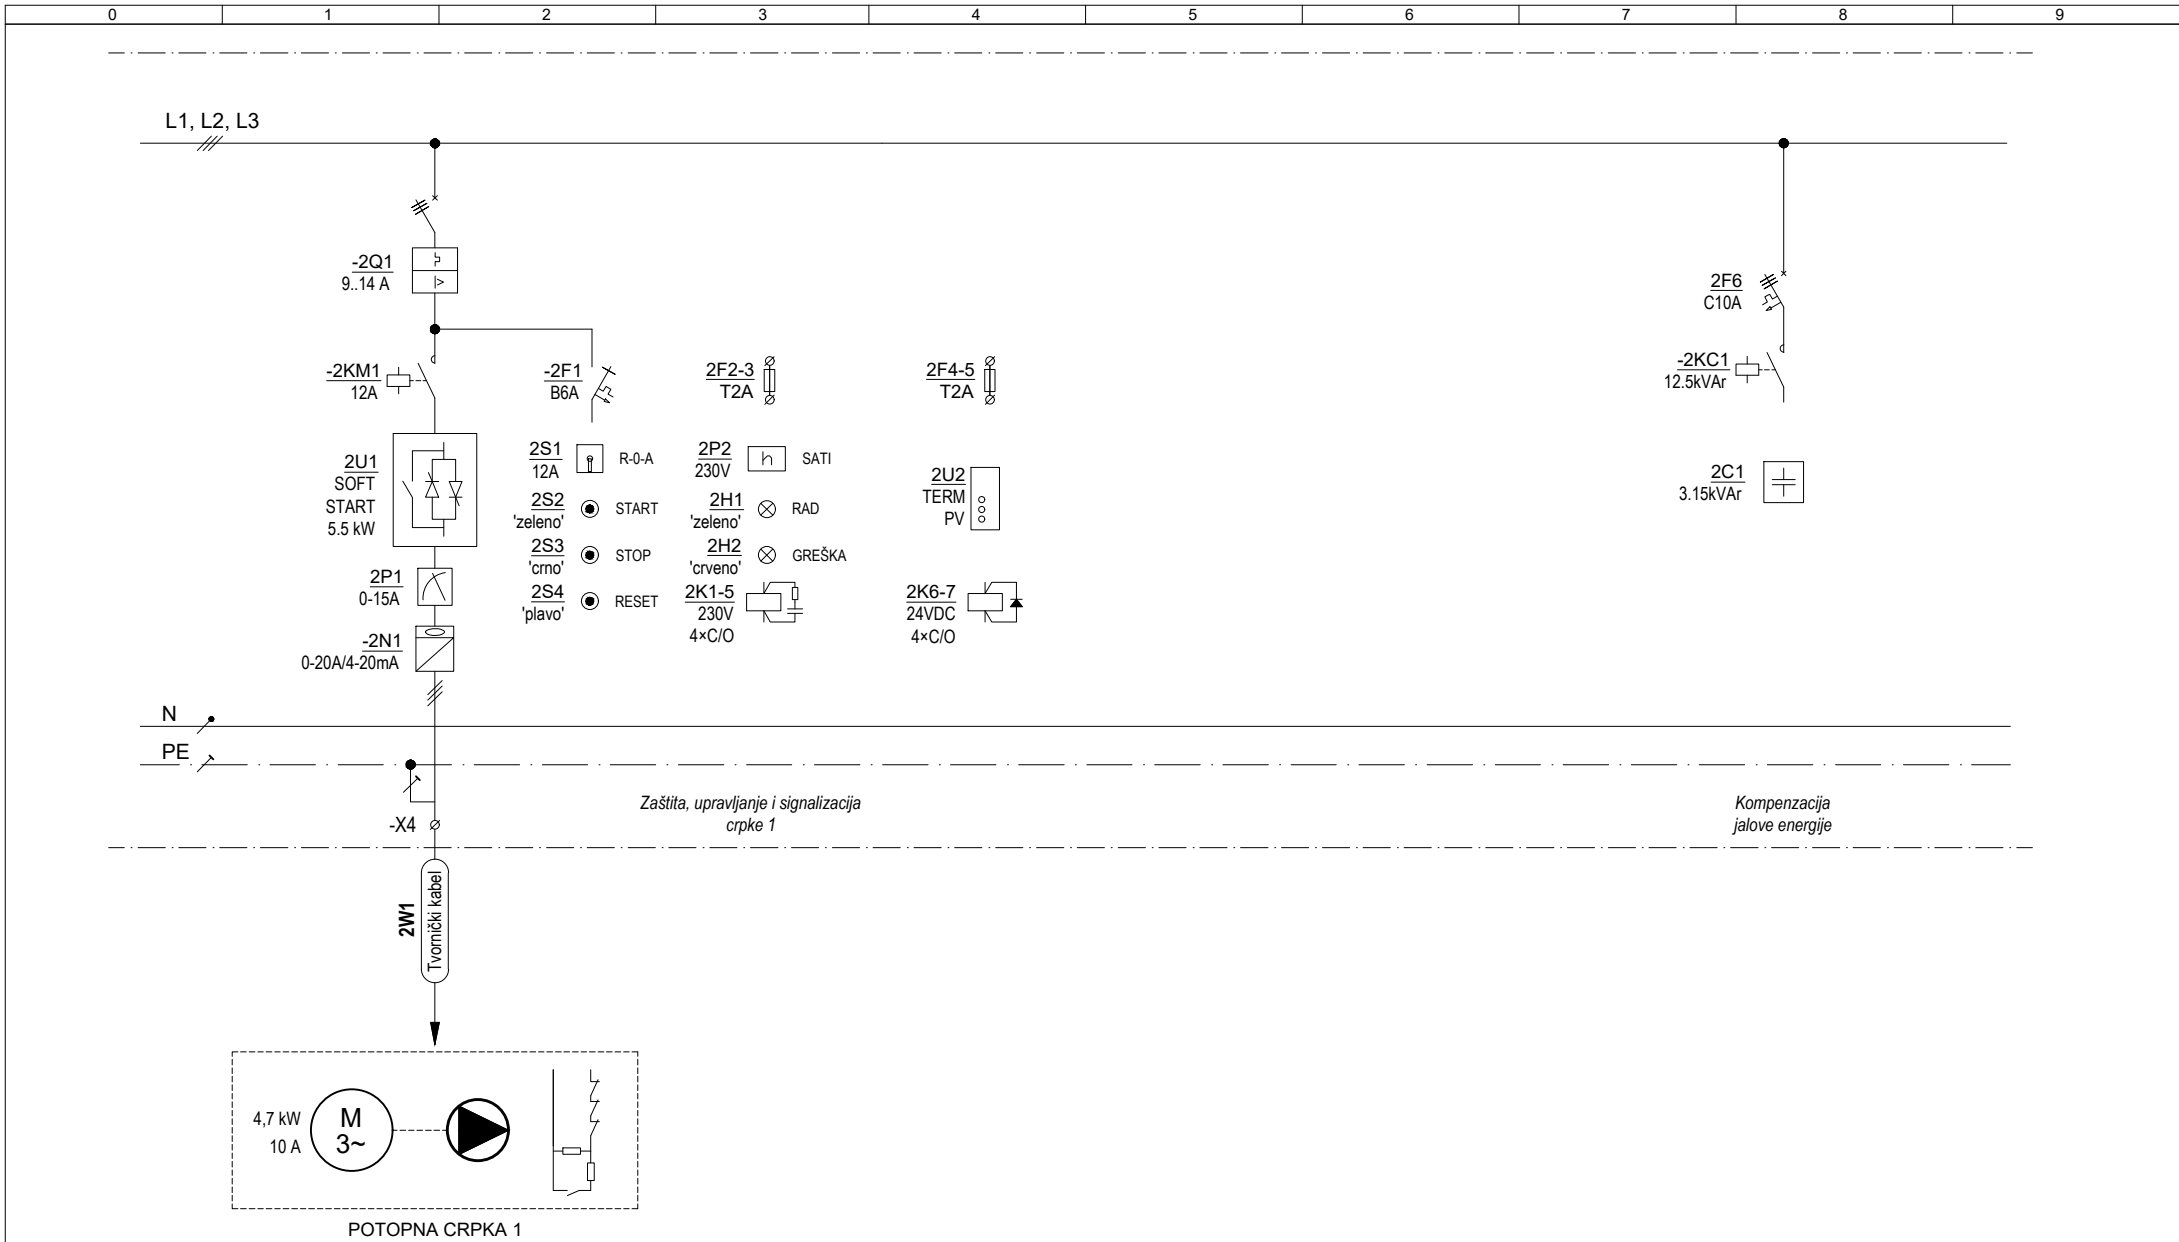 0 1 2 3 4 5 6 7 8 9
L1, L2, L3
-2Q1
9..14 A
-2KM1
12A
-2F1
B6A
2F2-3
T2A
2F4-5
T2A
2F6
C10A
-2KC1
12.5kVAr
2U1
SOFT
START
5.5 kW
2S1
12A
R-0-A
2S2
'zeleno'
START
2S3
'crno'
STOP
2S4
'plavo'
RESET
2P2
230V
h
SATI
2H1
'zeleno'
RAD
2H2
'crveno'
GREŠKA
2K1-5
230V
4×C/O
2U2
TERM
PV
2K6-7
24VDC
4×C/O
2C1
3.15kVAr
2P1
0-15A
-2N1
0-20A/4-20mA
N
PE
-X4
Zaštita, upravljanje i signalizacija
crpke 1
Kompenzacija
jalove energije
2W1
Tvornički kabel
4,7 kW
10 A
M
3~
POTOPNA CRPKA 1